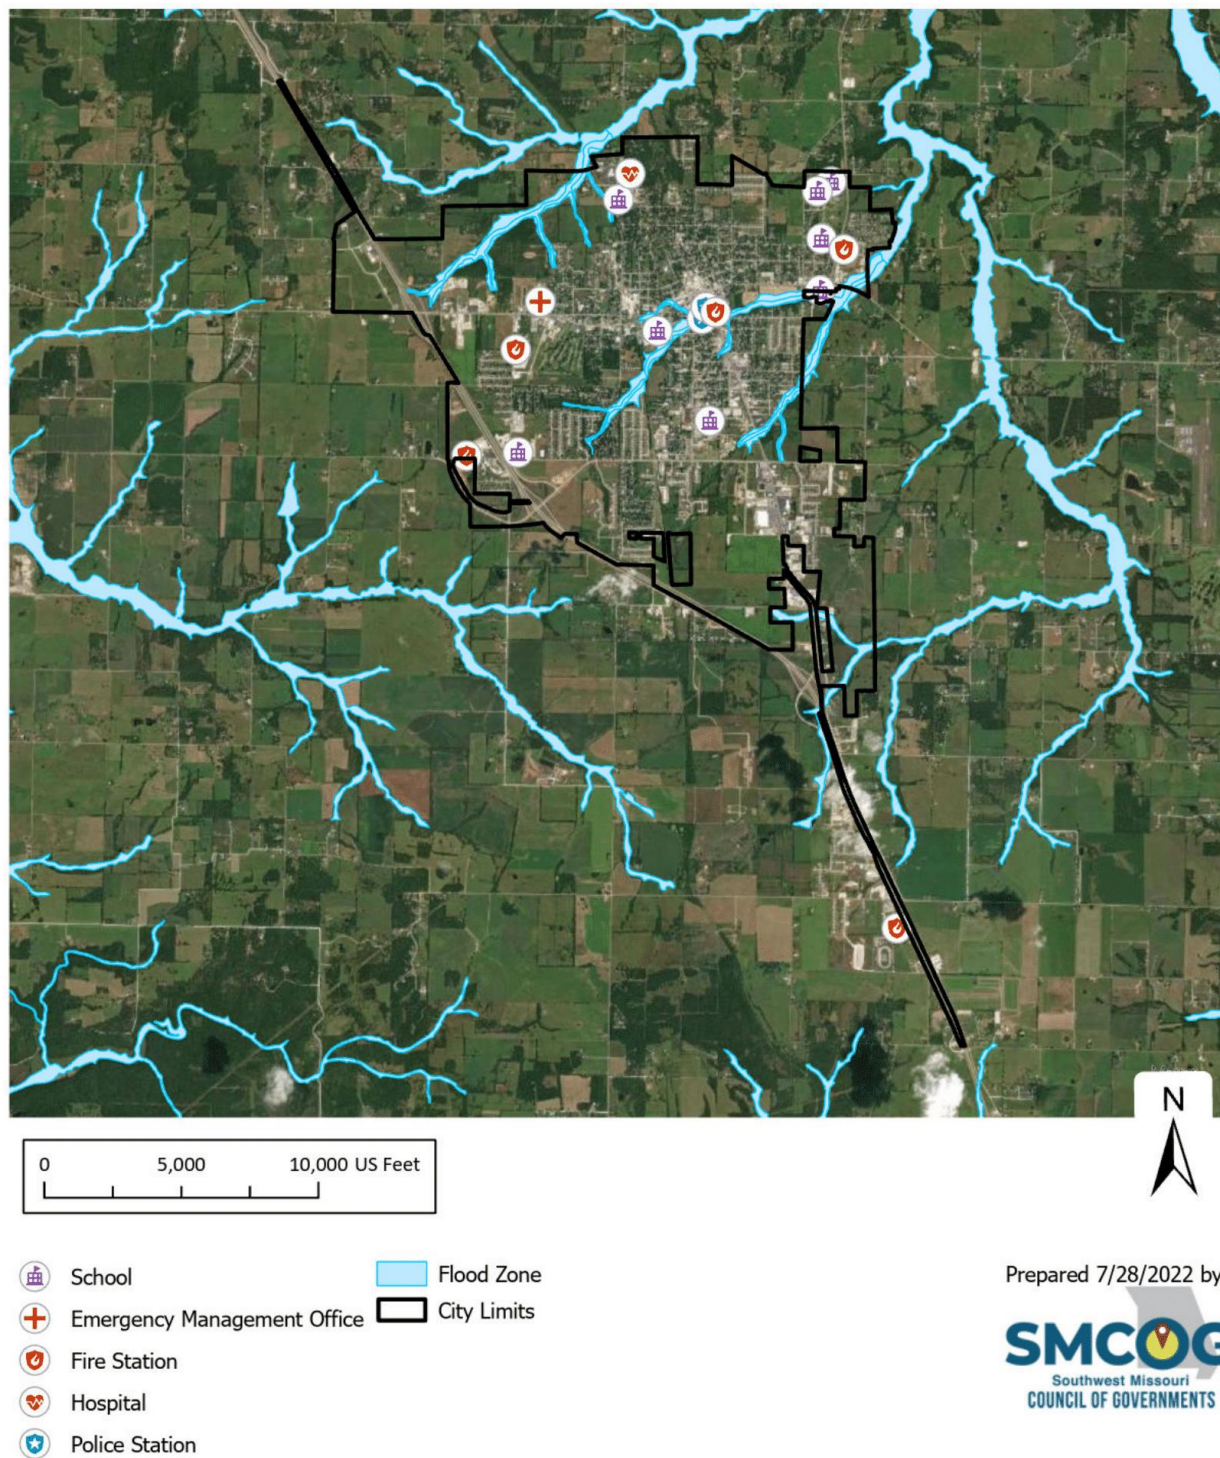 N
0 5,000 10,000 US Feet
School
Emergency Management Office
Fire Station
Hospital
Police Station
Flood Zone
City Limits
Prepared 7/28/2022 by
SMCOG
Southwest Missouri
COUNCIL OF GOVERNMENTS